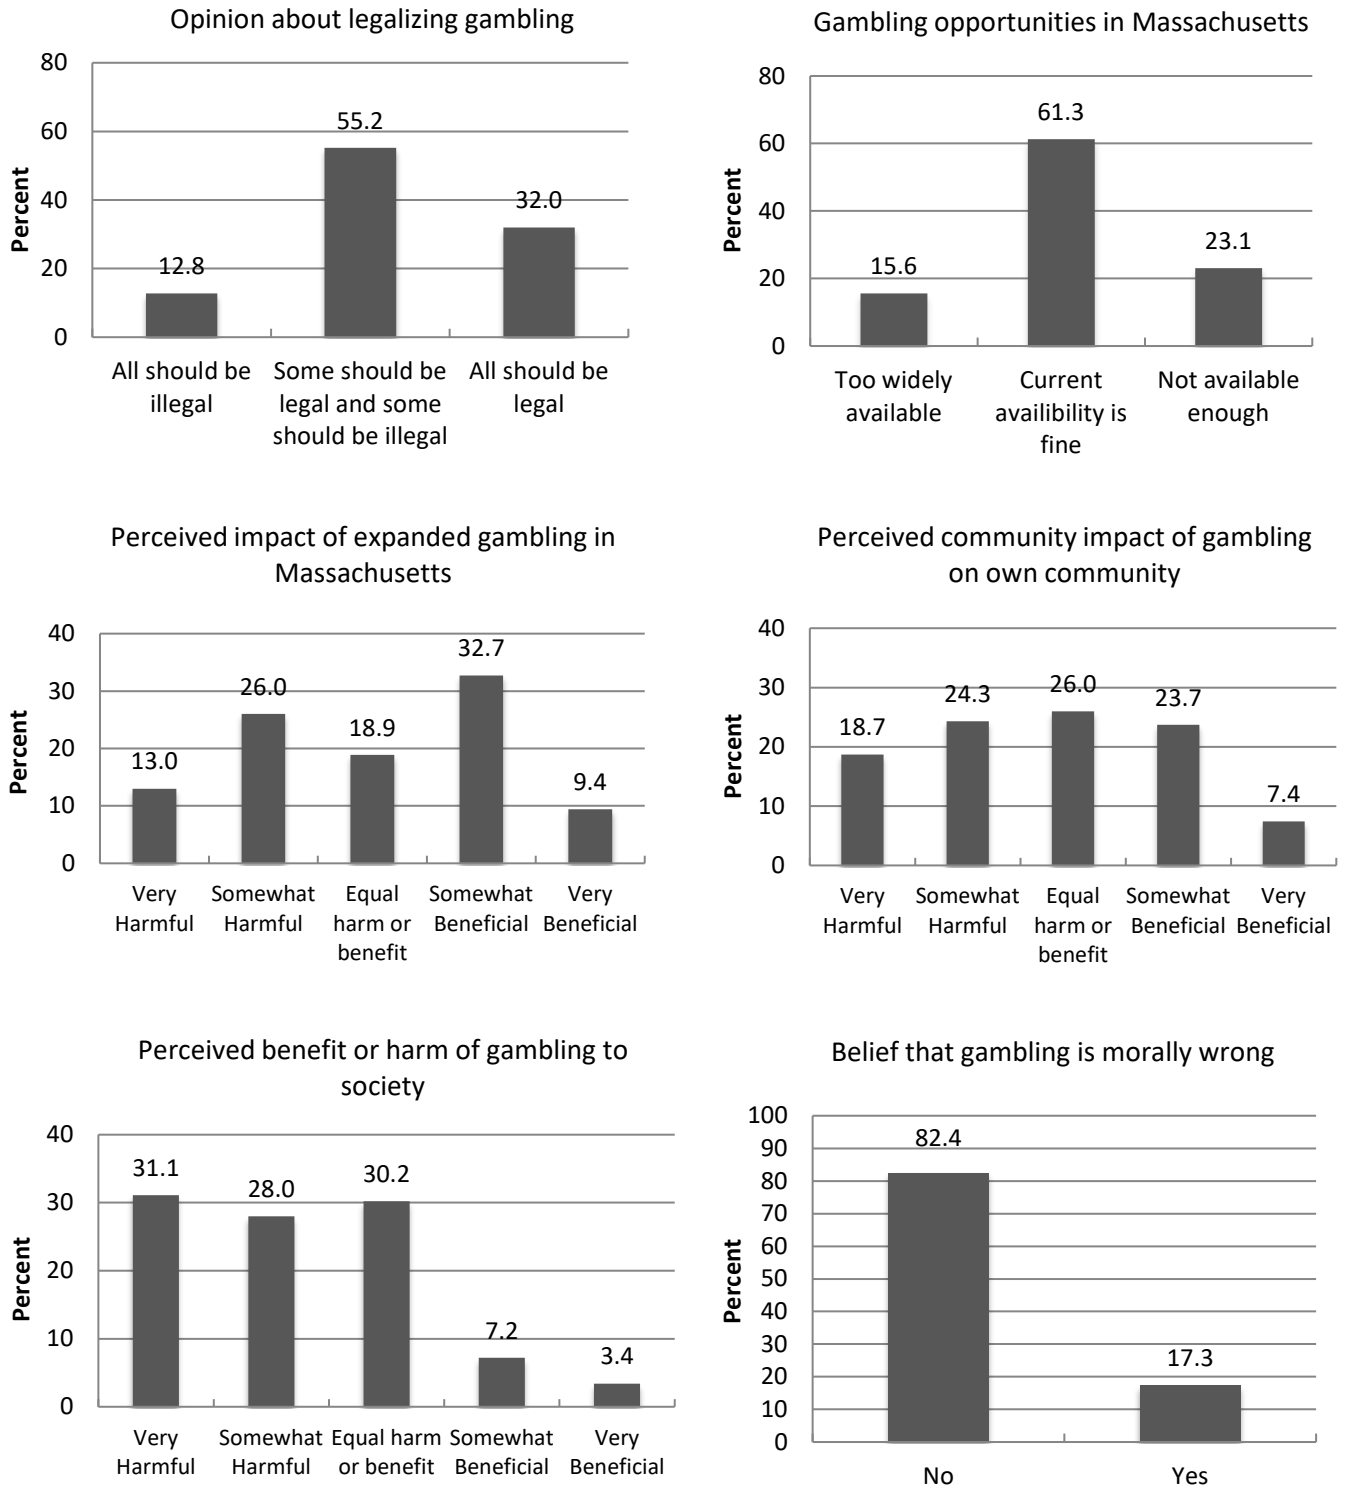 Opinion about legalizing gambling
Percent
80
60
40
20
0
12.8
55.2
32.0
All should be
illegal
Some should be
legal and some
should be illegal
All should be
legal
Gambling opportunities in Massachusetts
Percent
80
60
40
20
0
15.6
61.3
23.1
Too widely
available
Current
availibility is
fine
Not available
enough
Perceived impact of expanded gambling in
Massachusetts
Percent
40
30
20
10
0
13.0
26.0
18.9
32.7
9.4
Very
Harmful
Somewhat
Harmful
Equal
harm or
benefit
Somewhat
Beneficial
Very
Beneficial
Perceived community impact of gambling
on own community
Percent
40
30
20
10
0
18.7
24.3
26.0
23.7
7.4
Very
Harmful
Somewhat
Harmful
Equal
harm or
benefit
Somewhat
Beneficial
Very
Beneficial
Perceived benefit or harm of gambling to
society
Percent
40
30
20
10
0
31.1
28.0
30.2
7.2
3.4
Very
Harmful
Somewhat
Harmful
Equal harm
or benefit
Somewhat
Beneficial
Very
Beneficial
Belief that gambling is morally wrong
Percent
100
90
80
70
60
50
40
30
20
10
0
82.4
17.3
No
Yes